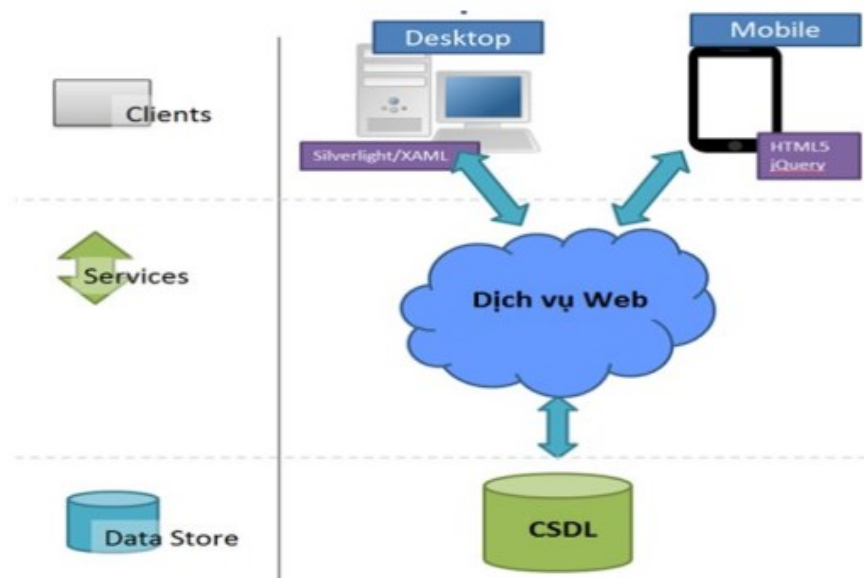 Desktop
Mobile
Clients
Silverlight/XAML
HTML5
jQuery
Services
Dịch vụ Web
Data Store
CSDL